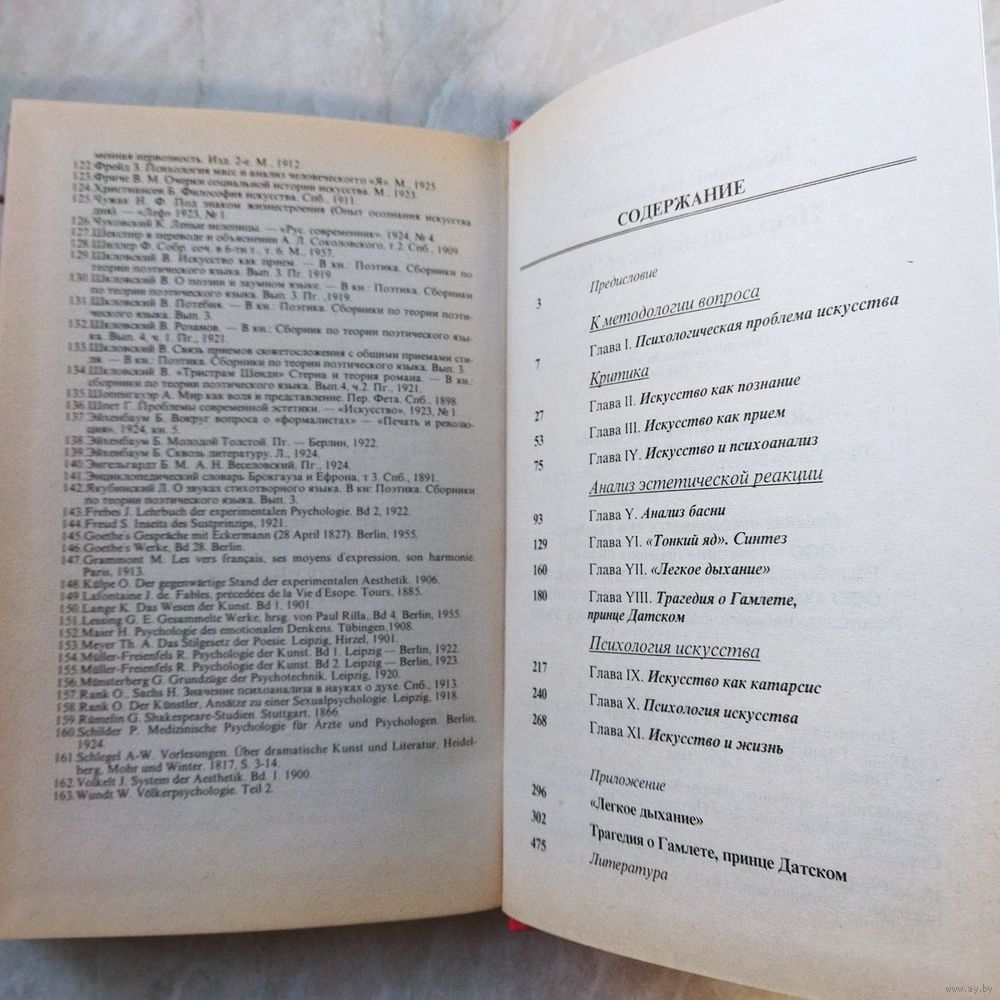 менная нервозность. Изд. 2-е. М., 1912.
122. Фрейд З. Психология масс и анализ человеческого «Я». М., 1925
123. Фриче В. М. Очерки социальной истории искусства. М., 1923.
124. Христиансен Б. Философия искусства. Спб., 1911.
125. Чужак Н. Ф. Под знаком жизнестроения (Опыт осознания искусства
дня). — «Леф» 1923, № 1.
126. Чуковский К. Лепые нелепицы. — «Рус. современник», 1924, № 4.
127. Шекспир в переводе и объяснении А. Л. Соколовского, т. 2. Спб., 1909.
128. Шиллер Ф. Собр. соч. в 6-ти т., т. 6. М., 1957.
129. Шкловский В. Искусство как прием. — В кн.: Поэтика. Сборники по
теории поэтического языка. Вып. 3. Пг. 1919.
130. Шкловский В. О поэзии и заумном языке. — В кн.: Поэтика. Сборники
по теории поэтического языка. Вып. 3. Пг., 1919.
131. Шкловский В. Потебня. — В кн.: Поэтика. Сборники по теории поэти-
ческого языка. Вып. 3.
132. Шкловский В. Розанов. — В кн.: Сборник по теории поэтического язы-
ка. Вып. 4, ч. 1. Пг., 1921.
133. Шкловский В. Связь приемов сюжетосложения с общими приемами сти-
ля. — В кн.: Поэтика. Сборники по теории поэтического языка. Вып. 3.
134. Шкловский В. «Тристрам Шенди» Стерна и теория романа. — В кн.:
сборники по теории поэтического языка. Вып. 4, ч. 2. Пг., 1921.
135. Шопенгауэр А. Мир как воля и представление. Пер. Фета. Спб., 1898.
136. Шпет Г. Проблемы современной эстетики. — «Искусство», 1923, № 1.
137. Эйхенбаум Б. Вокруг вопроса о «формалистах» — «Печать и револю-
ция», 1924, кн. 5.
138. Эйхенбаум Б. Молодой Толстой. Пг. — Берлин, 1922.
139. Эйхенбаум Б. Сквозь литературу. Л., 1924.
140. Энгельгардт Б. М. А. Н. Веселовский. Пг., 1924.
141. Энциклопедический словарь Брокгауза и Ефрона, т 3. Спб., 1891.
142. Якубинский Л. О звуках стихотворного языка. В кн: Поэтика. Сборники
по теории поэтического языка. Вып. 3.
143. Frebes J. Lehrbuch der experimentalen Psychologie. Bd 2, 1922.
144. Freud S. Inseits des Sustprinzips, 1921.
145. Goethe's Gespräche mit Eckermann (28 April 1827). Berlin, 1955.
146. Goethe's Werke, Bd 28. Berlin.
147. Grammont M. Les vers français, ses moyens d'expression, son harmonie.
Paris, 1913.
148. Külpe O. Der gegenwärtige Stand der experimentalen Aesthetik, 1906.
149. Lafontaine J. de. Fables, précédees de la Vie d'Esope. Tours, 1885.
150. Lange K. Das Wesen der Kunst. Bd 1. 1901.
151. Lessing G. E. Gesammelte Werke, hrsg. von Paul Rilla. Bd 4. Berlin, 1955.
152. Maier H. Psychologie des emotionalen Denkens. Tübingen, 1908.
153. Meyer Th. A. Das Stilgesetz der Poesie. Leipzig, Hirzel, 1901.
154. Müller-Freienfels R. Psychologie der Kunst. Bd 1. Leipzig — Berlin, 1922.
155. Müller-Freienfels R. Psychologie der Kunst. Bd 2. Leipzig — Berlin, 1923.
156. Münsterberg G. Grundzüge der Psychotechnik. Leipzig, 1920.
157. Rank O., Sachs H. Значение психоанализа в науках о духе. Спб., 1913
158. Rank O. Der Künstler, Ansätze zu einer Sexualpsychologie. Leipzig, 1918.
159. Rümelin G. Shakespeare-Studien. Stuttgart, 1866.
160. Schilder P. Medizinische Psychologie für Ärzte und Psychologen. Berlin,
1924.
161. Schlegel A-W. Vorlesungen. Über dramatische Kunst und Literatur. Heidel-
berg, Mohr und Winter, 1817, S. 3-14.
162. Volkelt J. System der Aesthetik. Bd. 1. 1900.
163. Wundt W. Völkerpsychologie. Teil 2.
СОДЕРЖАНИЕ
Предисловие
3
К методологии вопроса
Глава I. Психологическая проблема искусства
7
Критика
Глава II. Искусство как познание
27
Глава III. Искусство как прием
53
Глава IY. Искусство и психоанализ
75
Анализ эстетической реакции
93 Глава Y. Анализ басни
129 Глава YI. «Тонкий яд». Синтез
160 Глава YII. «Легкое дыхание»
180 Глава YIII. Трагедия о Гамлете,
принце Датском
Психология искусства
217 Глава IX. Искусство как катарсис
240 Глава X. Психология искусства
268 Глава XI. Искусство и жизнь
Приложение
296 «Легкое дыхание»
302 Трагедия о Гамлете, принце Датском
475 Литература
www.ay.by